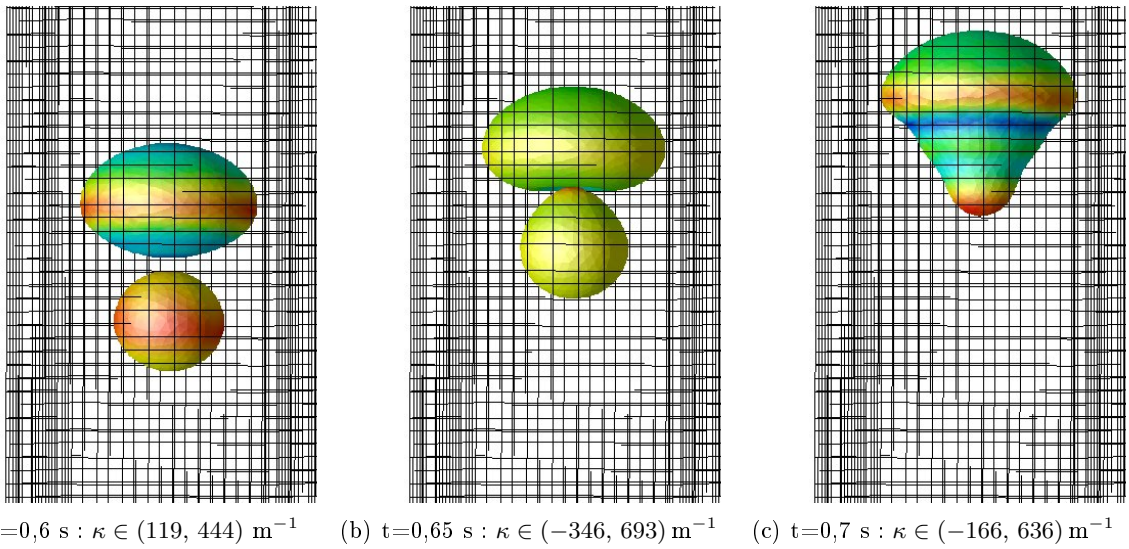 =0,6 s : κ ∈ (119, 444) m⁻¹
(b) t=0,65 s : κ ∈ (−346, 693) m⁻¹
(c) t=0,7 s : κ ∈ (−166, 636) m⁻¹